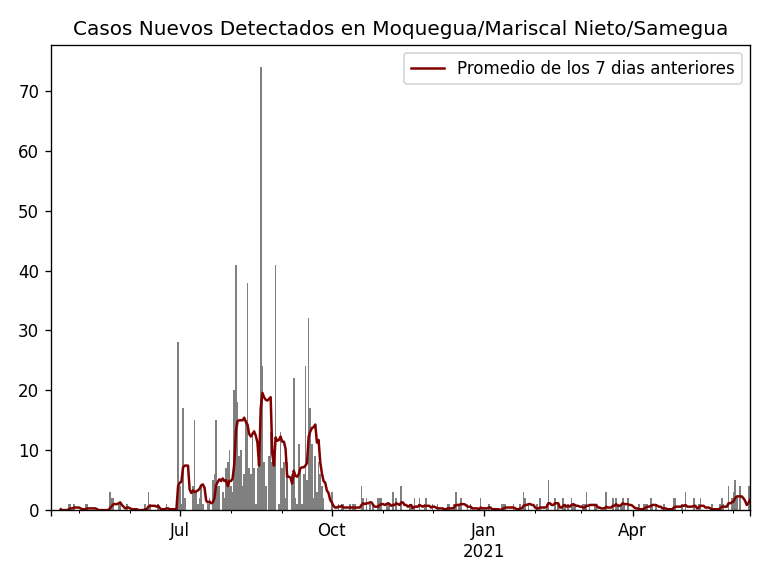 Casos Nuevos Detectados en Moquegua/Mariscal Nieto/Samegua
Promedio de los 7 dias anteriores
70
60
50
40
30
20
10
0
Jul
Oct
Jan
2021
Apr